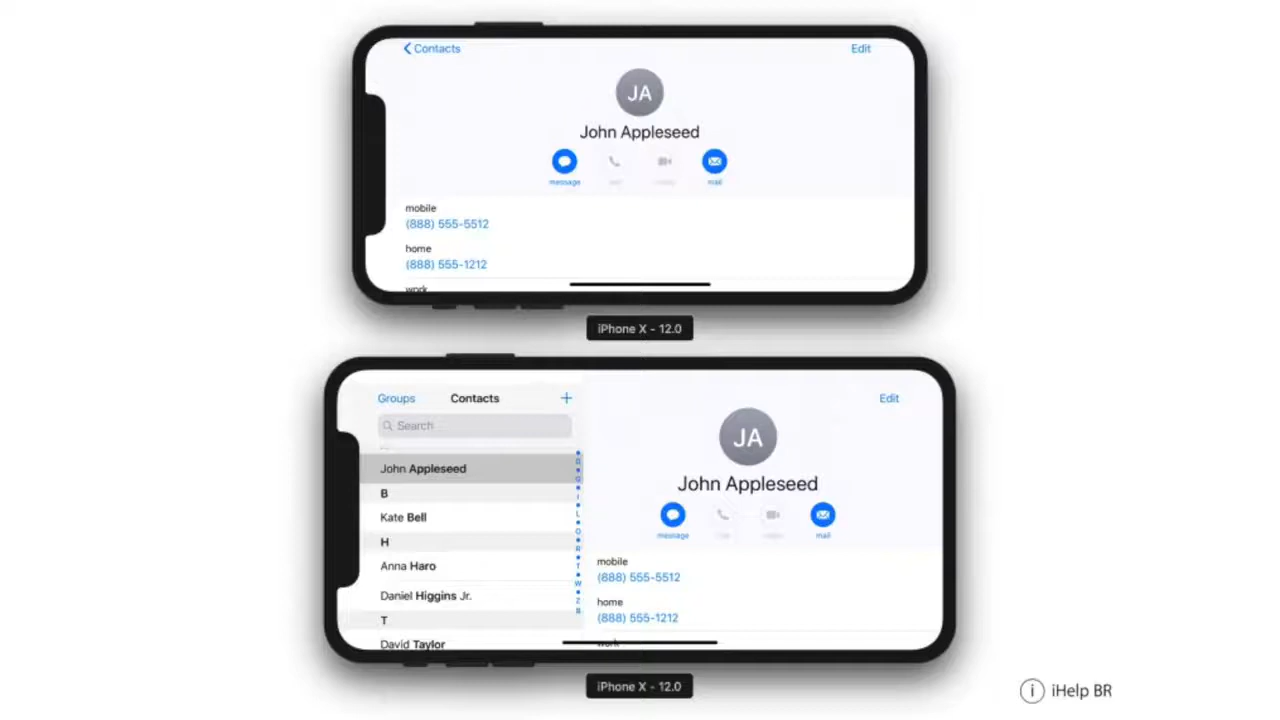 Contacts
Edit
JA
John Appleseed
message
mail
mobile
(888) 555-5512
home
(888) 555-1212
work
iPhone X - 12.0
Groups
Contacts
+
Edit
Search
JA
John Appleseed
John Appleseed
B
Kate Bell
message
mail
H
Anna Haro
mobile
(888) 555-5512
Daniel Higgins Jr.
home
(888) 555-1212
T
David Taylor
work
iPhone X - 12.0
iHelp BR